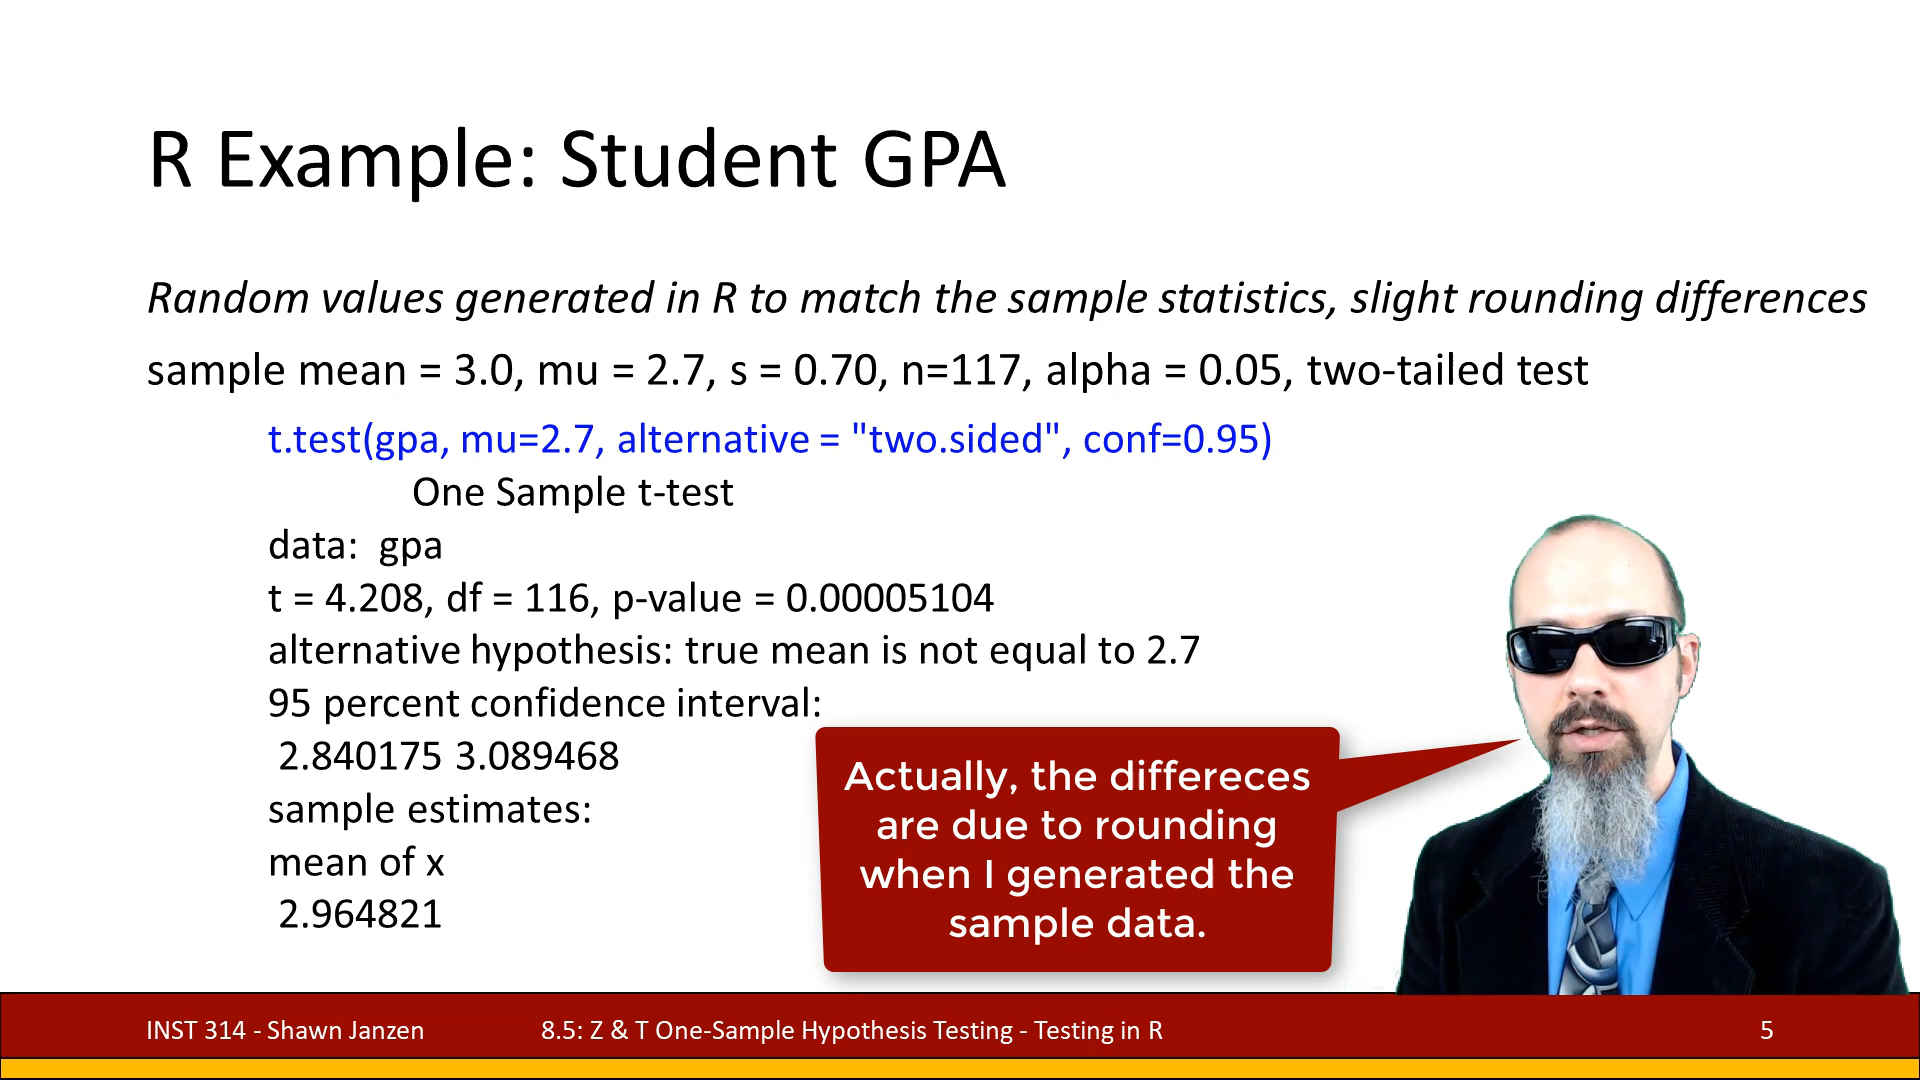 R Example: Student GPA
Random values generated in R to match the sample statistics, slight rounding differences
sample mean = 3.0, mu = 2.7, s = 0.70, n=117, alpha = 0.05, two-tailed test
t.test(gpa, mu=2.7, alternative = "two.sided", conf=0.95)
One Sample t-test
data:  gpa
t = 4.208, df = 116, p-value = 0.00005104
alternative hypothesis: true mean is not equal to 2.7
95 percent confidence interval:
2.840175 3.089468
sample estimates:
mean of x
2.964821
Actually, the differeces
are due to rounding
when I generated the
sample data.
INST 314 - Shawn Janzen
8.5: Z & T One-Sample Hypothesis Testing - Testing in R
5